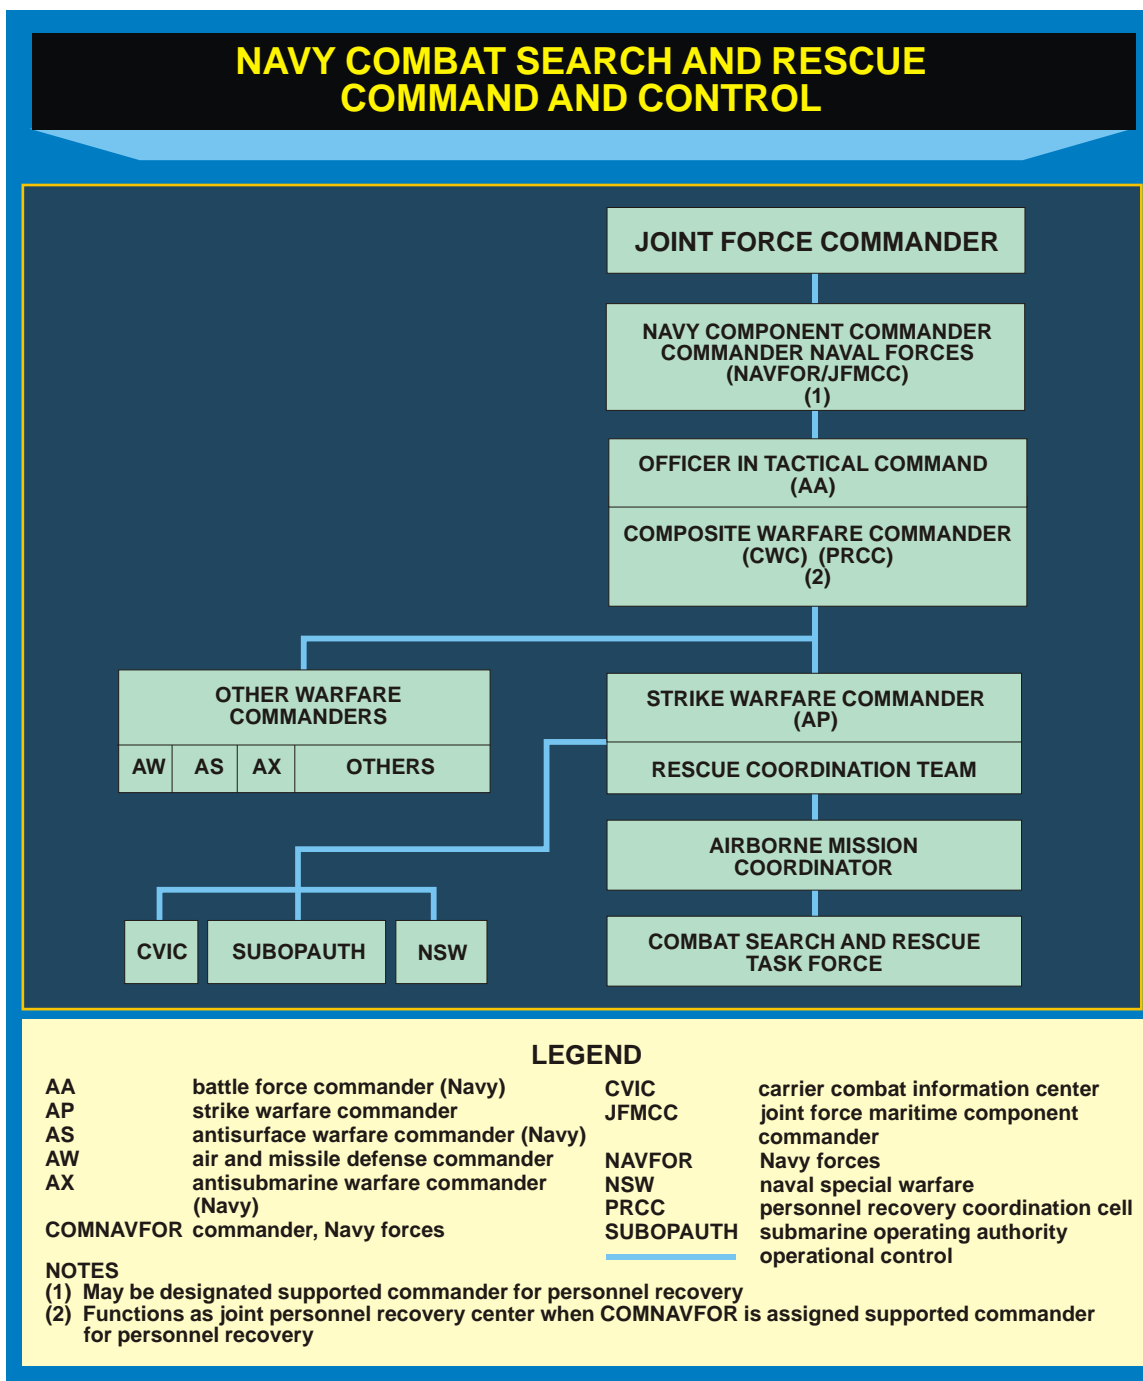 NAVY COMBAT SEARCH AND RESCUE
COMMAND AND CONTROL
JOINT FORCE COMMANDER
NAVY COMPONENT COMMANDER
COMMANDER NAVAL FORCES
(NAVFOR/JFMCC)
(1)
OFFICER IN TACTICAL COMMAND
(AA)
COMPOSITE WARFARE COMMANDER
(CWC) (PRCC)
(2)
OTHER WARFARE
COMMANDERS
AW AS AX OTHERS
STRIKE WARFARE COMMANDER
(AP)
RESCUE COORDINATION TEAM
AIRBORNE MISSION
COORDINATOR
CVIC SUBOPAUTH NSW
COMBAT SEARCH AND RESCUE
TASK FORCE
LEGEND
AA battle force commander (Navy)
AP strike warfare commander
AS antisurface warfare commander (Navy)
AW air and missile defense commander
AX antisubmarine warfare commander
(Navy)
COMNAVFOR commander, Navy forces
CVIC carrier combat information center
JFMCC joint force maritime component
commander
NAVFOR Navy forces
NSW naval special warfare
PRCC personnel recovery coordination cell
SUBOPAUTH submarine operating authority
operational control
NOTES
(1) May be designated supported commander for personnel recovery
(2) Functions as joint personnel recovery center when COMNAVFOR is assigned supported commander
for personnel recovery